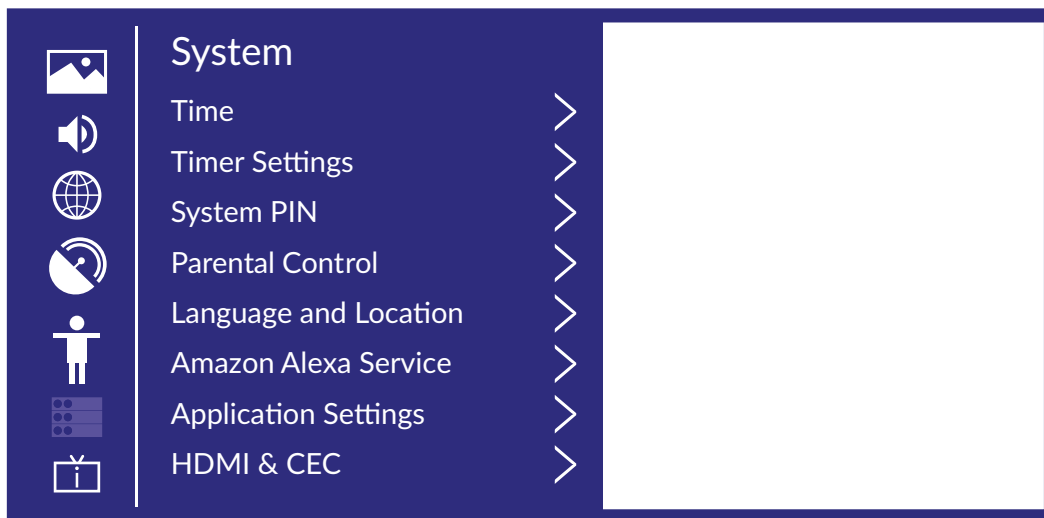 System
Time
Timer Settings
System PIN
Parental Control
Language and Location
Amazon Alexa Service
Application Settings
HDMI & CEC
i